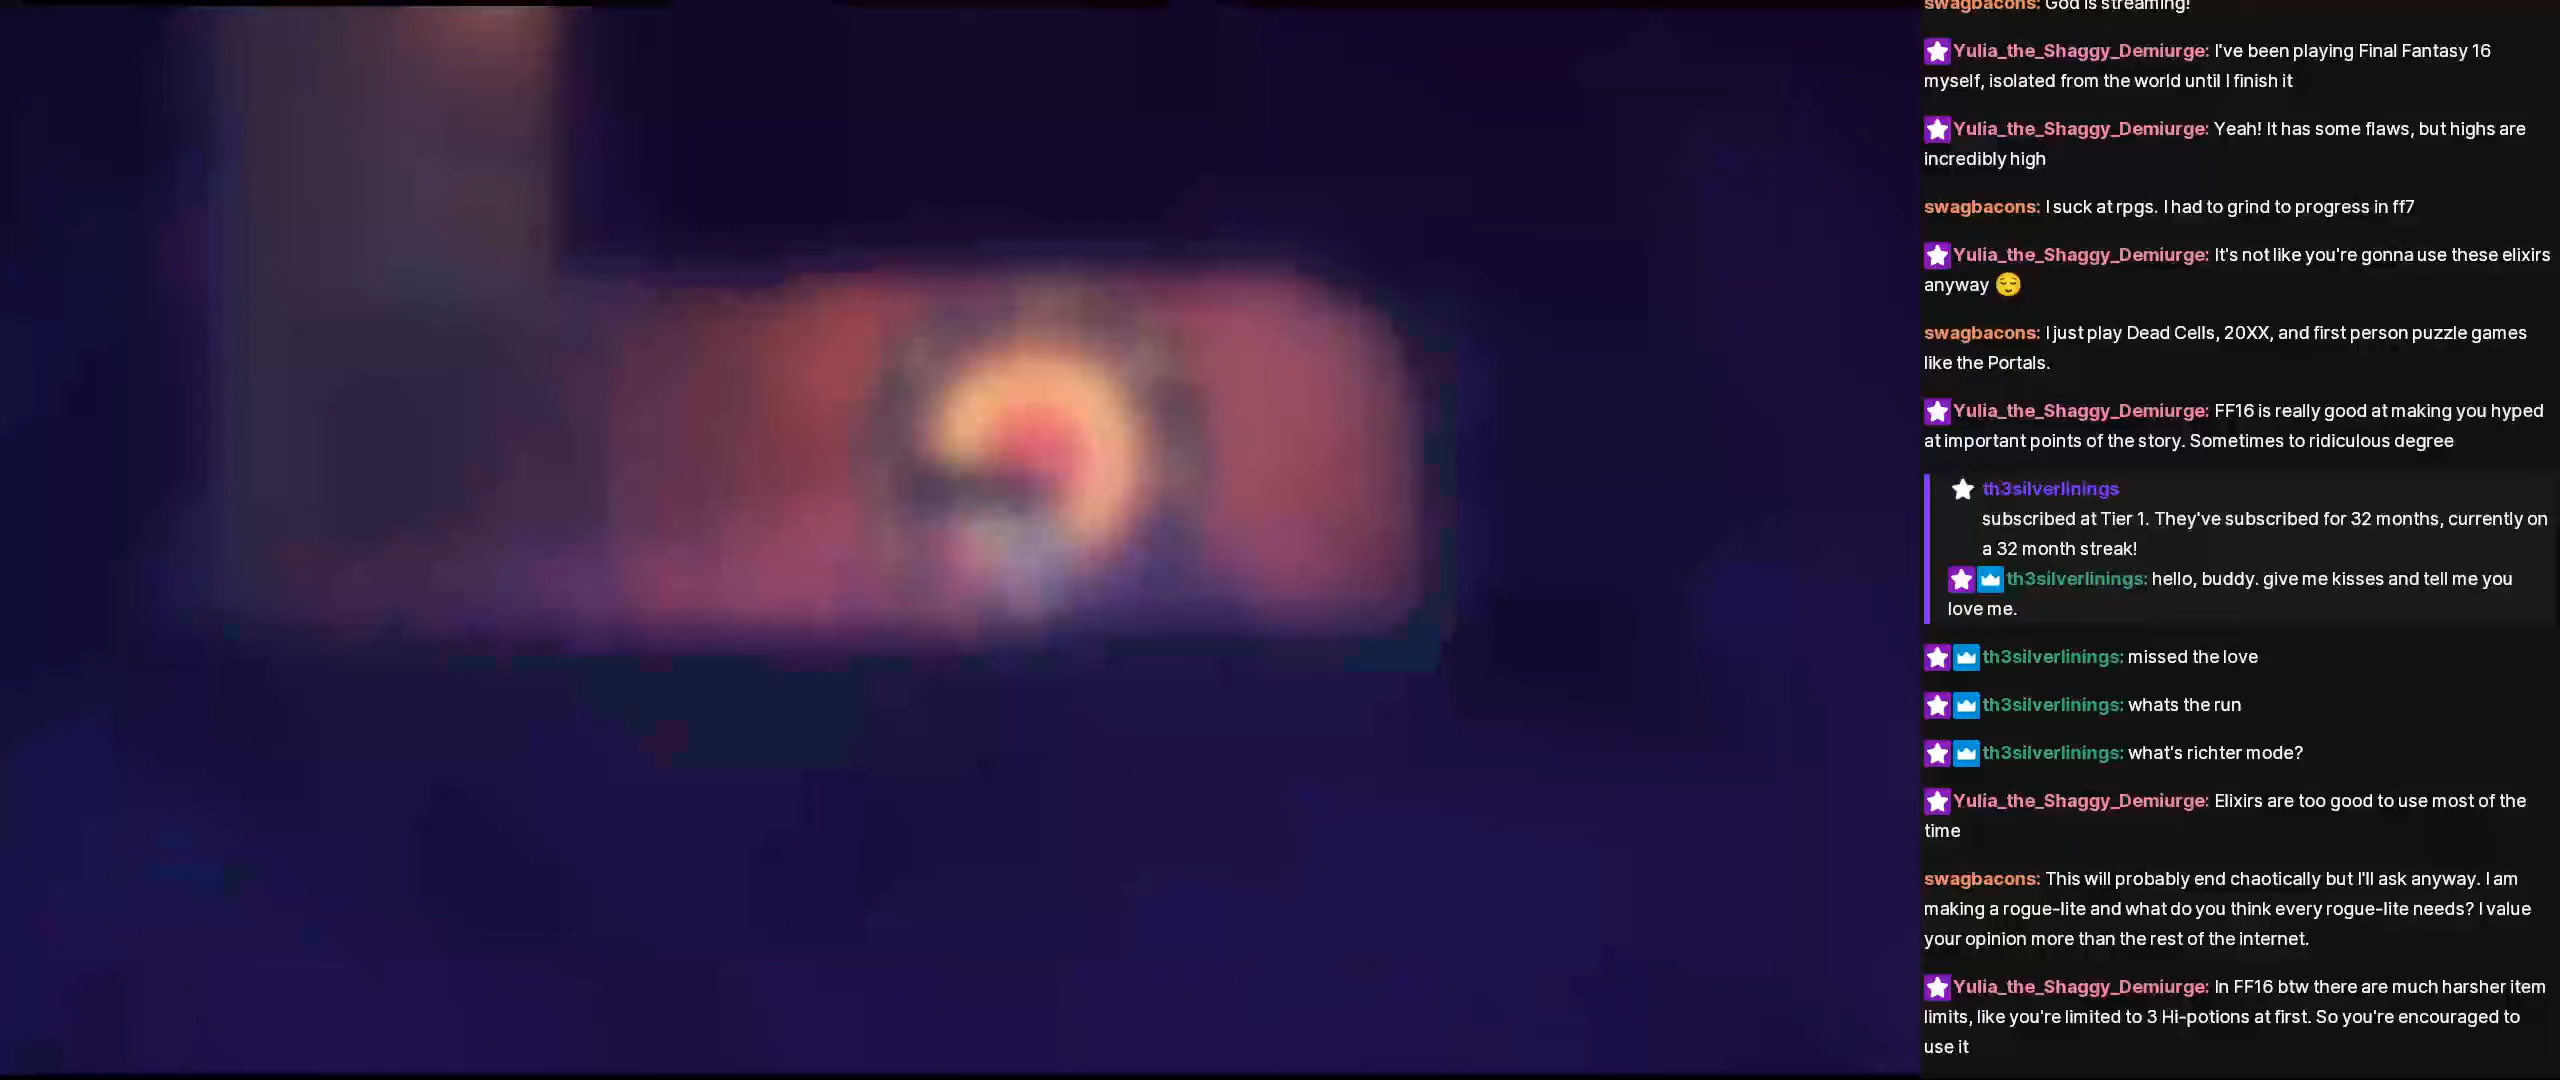 swagbacons: God is streaming!
Yulia_the_Shaggy_Demiurge: I've been playing Final Fantasy 16
myself, isolated from the world until I finish it
Yulia_the_Shaggy_Demiurge: Yeah! It has some flaws, but highs are
incredibly high
swagbacons: I suck at rpgs. I had to grind to progress in ff7
Yulia_the_Shaggy_Demiurge: It's not like you're gonna use these elixirs
anyway 😌
swagbacons: I just play Dead Cells, 20XX, and first person puzzle games
like the Portals.
Yulia_the_Shaggy_Demiurge: FF16 is really good at making you hyped
at important points of the story. Sometimes to ridiculous degree
th3silverlinings
subscribed at Tier 1. They've subscribed for 32 months, currently on
a 32 month streak!
th3silverlinings: hello, buddy. give me kisses and tell me you
love me.
th3silverlinings: missed the love
th3silverlinings: whats the run
th3silverlinings: what's richter mode?
Yulia_the_Shaggy_Demiurge: Elixirs are too good to use most of the
time
swagbacons: This will probably end chaotically but I'll ask anyway. I am
making a rogue-lite and what do you think every rogue-lite needs? I value
your opinion more than the rest of the internet.
Yulia_the_Shaggy_Demiurge: In FF16 btw there are much harsher item
limits, like you're limited to 3 Hi-potions at first. So you're encouraged to
use it